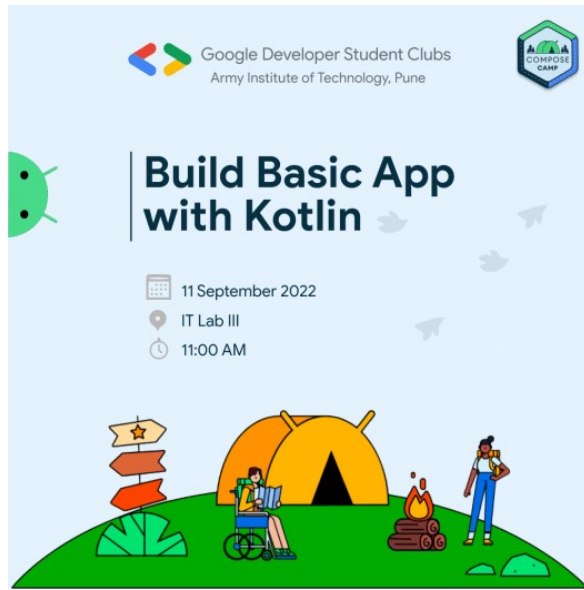 Google Developer Student Clubs
Army Institute of Technology, Pune
COMPOSE
CAMP
Build Basic App
with Kotlin
11 September 2022
IT Lab III
11:00 AM